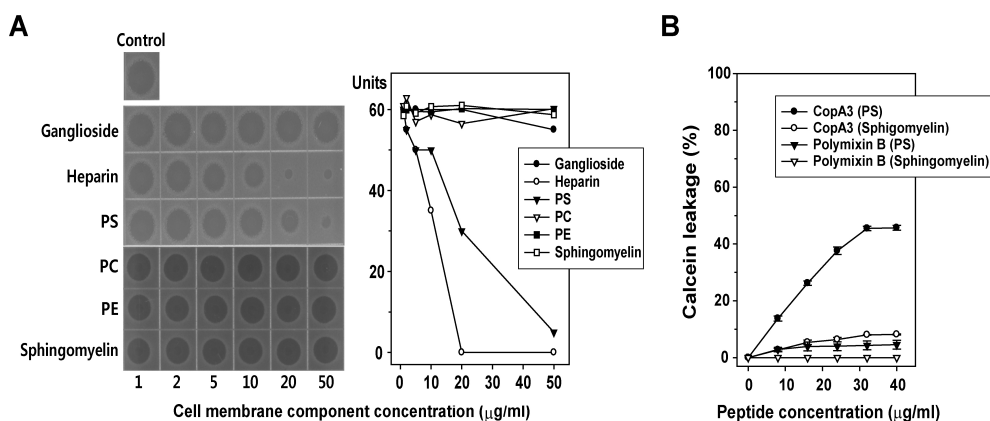 A
Control
Ganglioside
Heparin
PS
PC
PE
Sphingomyelin
1 2 5 10 20 50
Units
60
40
20
0
0 10 20 30 40 50
Ganglioside
Heparin
PS
PC
PE
Sphingomyelin
Cell membrane component concentration (μg/ml)
B
Calcein leakage (%)
100
80
60
40
20
0
0 10 20 30 40
CopA3 (PS)
CopA3 (Sphigomyelin)
Polymixin B (PS)
Polymixin B (Sphingomyelin)
Peptide concentration (μg/ml)